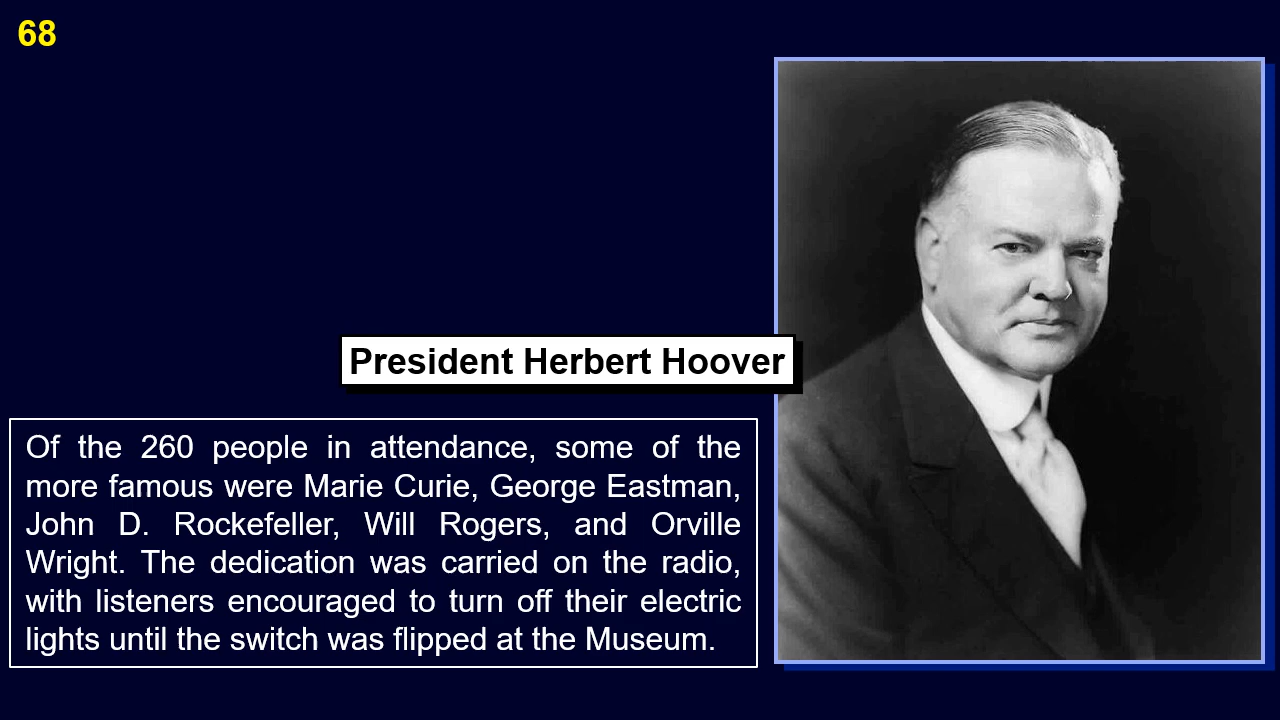 68
President Herbert Hoover
Of the 260 people in attendance, some of the
more famous were Marie Curie, George Eastman,
John D. Rockefeller, Will Rogers, and Orville
Wright. The dedication was carried on the radio,
with listeners encouraged to turn off their electric
lights until the switch was flipped at the Museum.